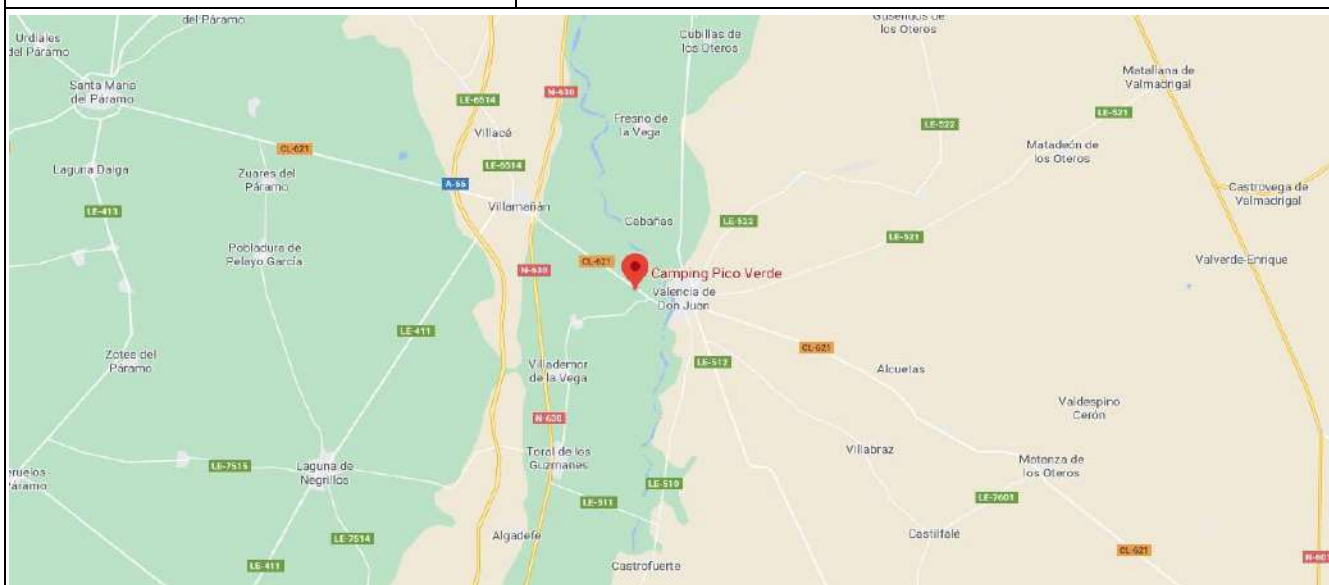 del Páramo
Urdiales
del Páramo
Cubillas de
los Oteros
Gusendos de
los Oteros
Matallana de
Valmadrigal
Santa María
del Páramo
LE-6514
N-630
LE-521
Fresno de
la Vega
LE-522
Villacé
CL-621
Matadeón de
los Oteros
LE-6514
Laguna Dalga
Zuares del
Páramo
A-66
Castrovega de
Valmadrigal
Villamañán
LE-413
Cabañas
LE-522
LE-521
Pobladura de
Pelayo García
Valverde-Enrique
CL-621
N-630
Camping Pico Verde
Valencia de
Don Juan
LE-411
CL-621
Zotes del
Páramo
Villademor
de la Vega
LE-512
Alcuetas
Valdespino
Cerón
N-630
Villabraz
Toral de los
Guzmanes
LE-7515
Laguna de
Negrillos
Matanza de
los Oteros
LE-510
LE-511
LE-7601
Algadefe
Castilfalé
LE-7514
CL-621
LE-411
Castrofuerte
N-601